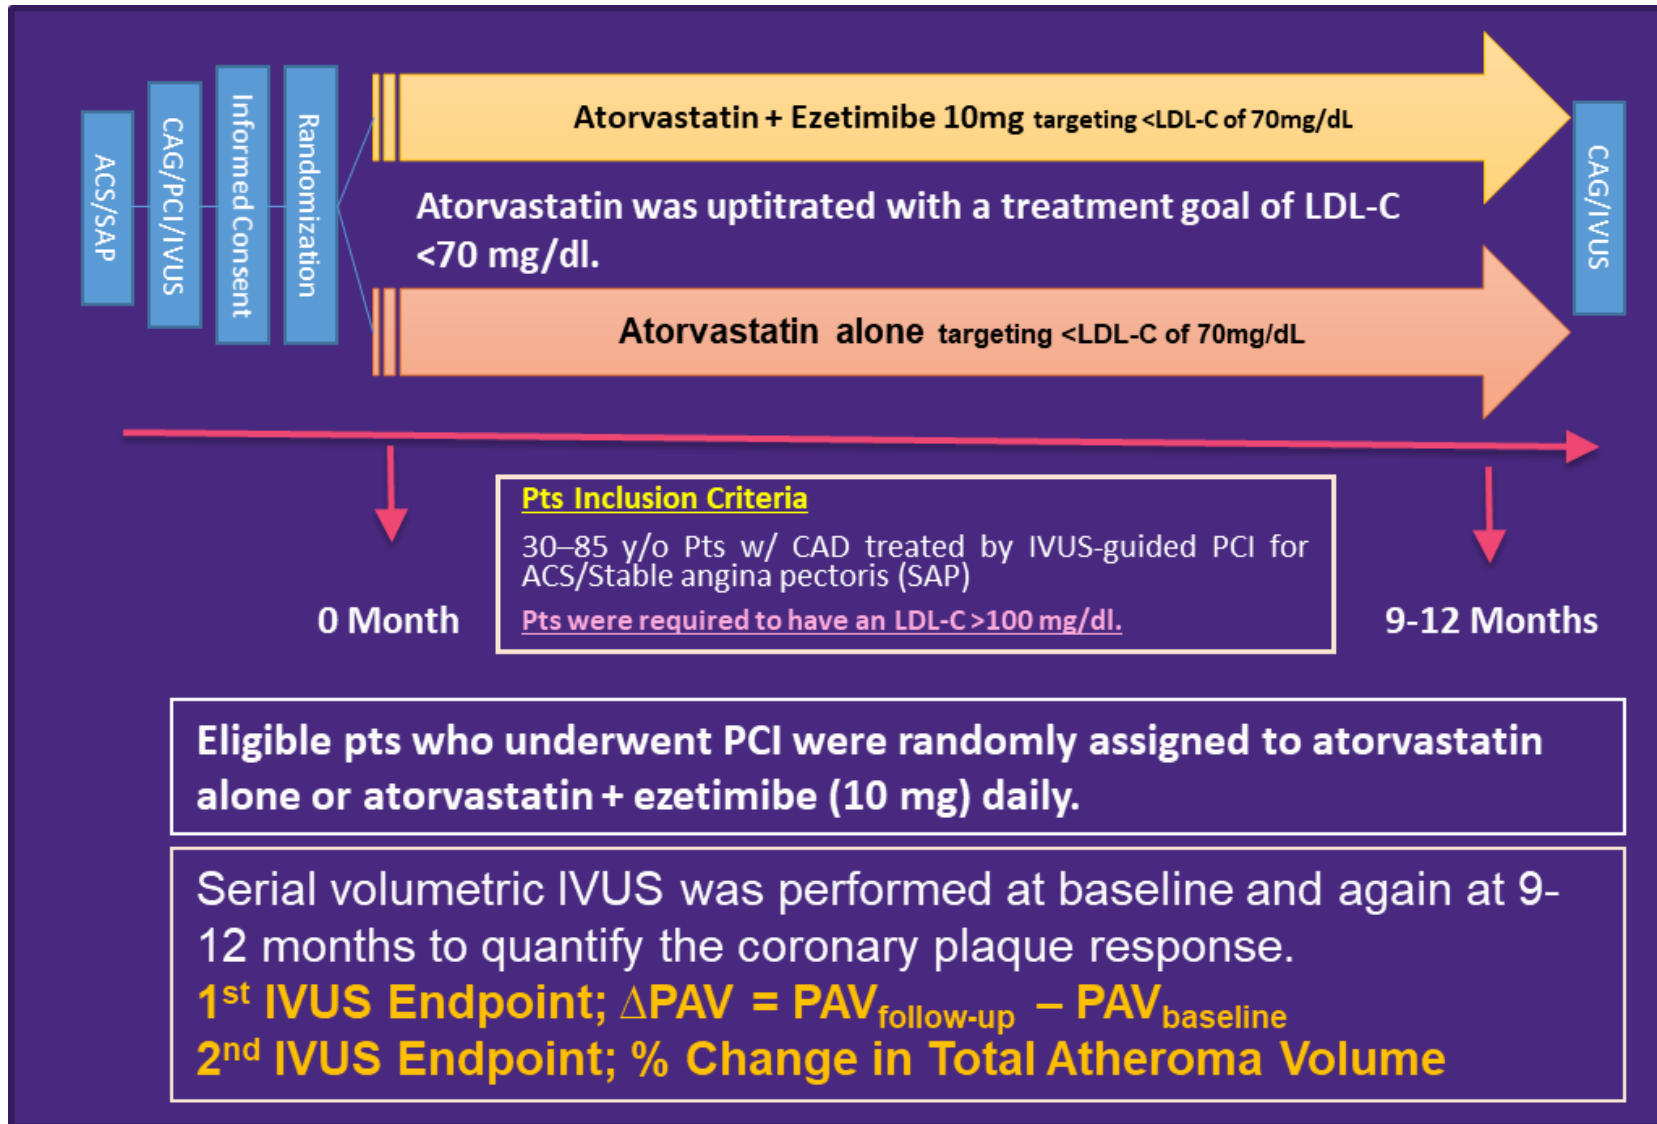 ACS/SAP
CAG/PCI/IVUS
Informed Consent
Randomization
Atorvastatin + Ezetimibe 10mg targeting <LDL-C of 70mg/dL
Atorvastatin was uptitrated with a treatment goal of LDL-C
<70 mg/dl.
Atorvastatin alone targeting <LDL-C of 70mg/dL
CAG/IVUS
0 Month
Pts Inclusion Criteria
30–85 y/o Pts w/ CAD treated by IVUS-guided PCI for
ACS/Stable angina pectoris (SAP)
Pts were required to have an LDL-C >100 mg/dl.
9-12 Months
Eligible pts who underwent PCI were randomly assigned to atorvastatin
alone or atorvastatin + ezetimibe (10 mg) daily.
Serial volumetric IVUS was performed at baseline and again at 9-
12 months to quantify the coronary plaque response.
1st IVUS Endpoint; ΔPAV = PAVfollow-up – PAVbaseline
2nd IVUS Endpoint; % Change in Total Atheroma Volume